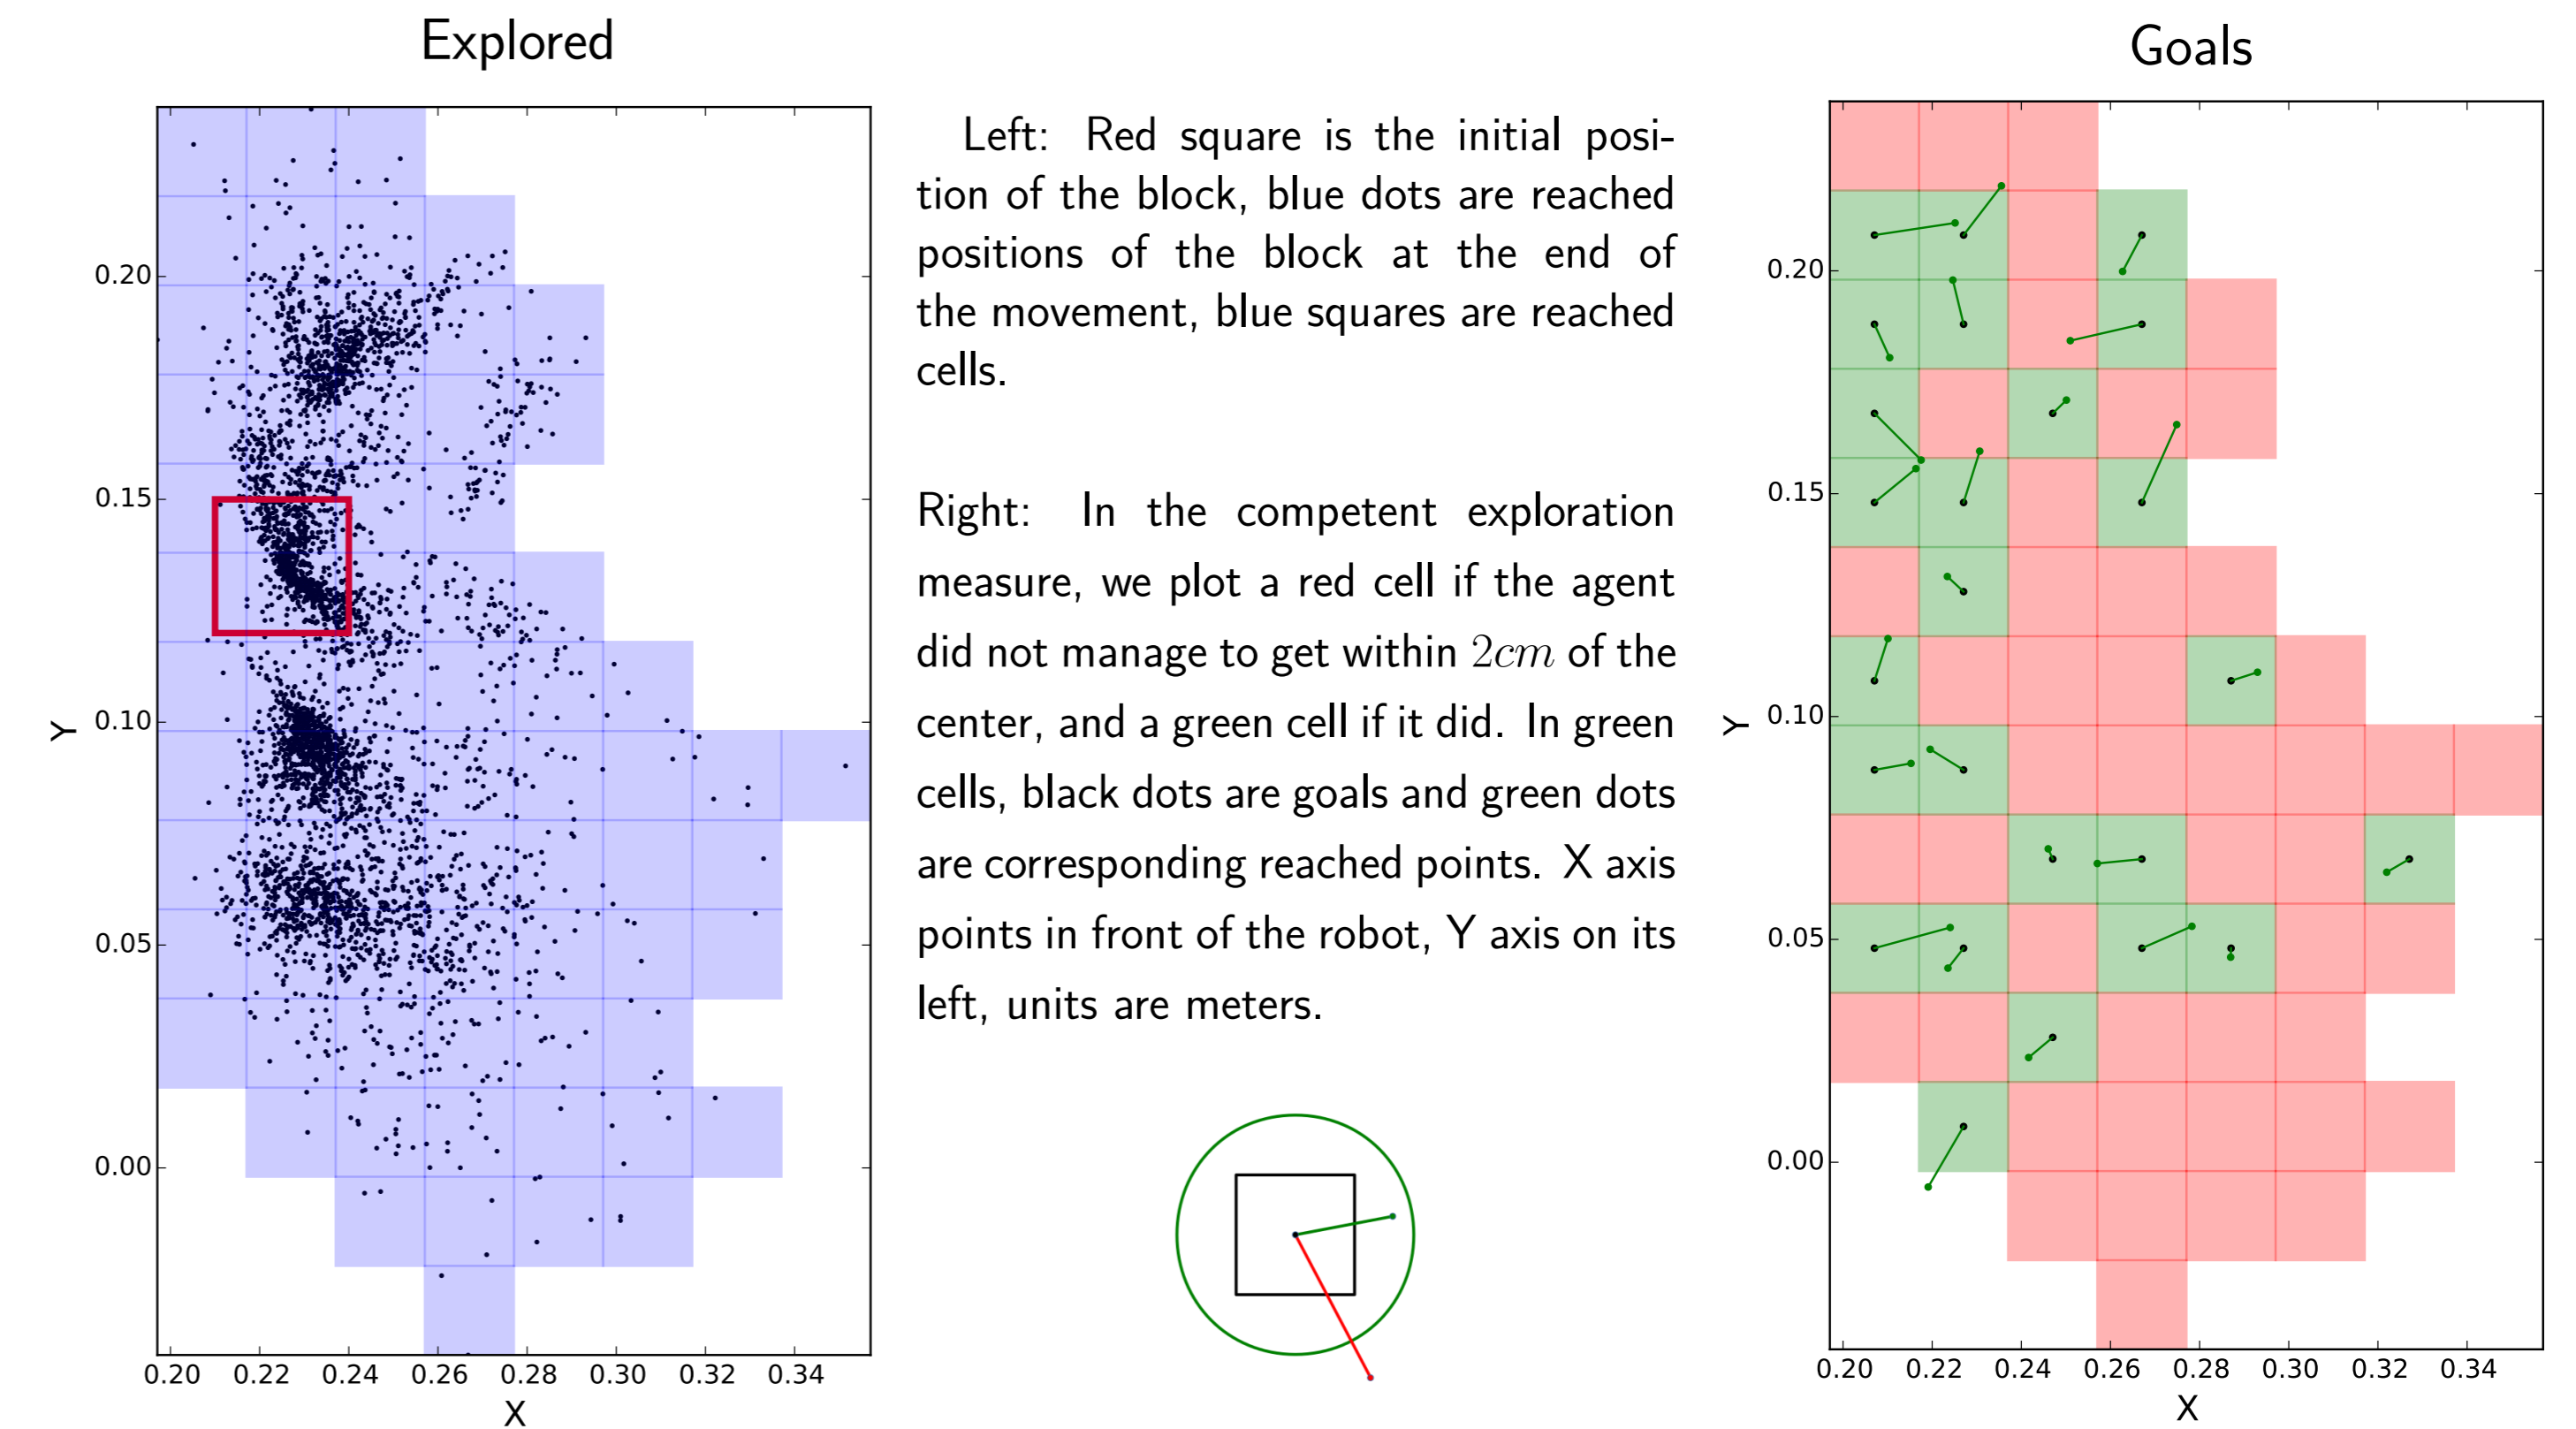 Explored
0.20
0.15
0.10
0.05
0.00
Y
0.20 0.22 0.24 0.26 0.28 0.30 0.32 0.34
X
Left: Red square is the initial posi-
tion of the block, blue dots are reached
positions of the block at the end of
the movement, blue squares are reached
cells.
Right: In the competent exploration
measure, we plot a red cell if the agent
did not manage to get within 2cm of the
center, and a green cell if it did. In green
cells, black dots are goals and green dots
are corresponding reached points. X axis
points in front of the robot, Y axis on its
left, units are meters.
Goals
0.20
0.15
0.10
0.05
0.00
Y
0.20 0.22 0.24 0.26 0.28 0.30 0.32 0.34
X